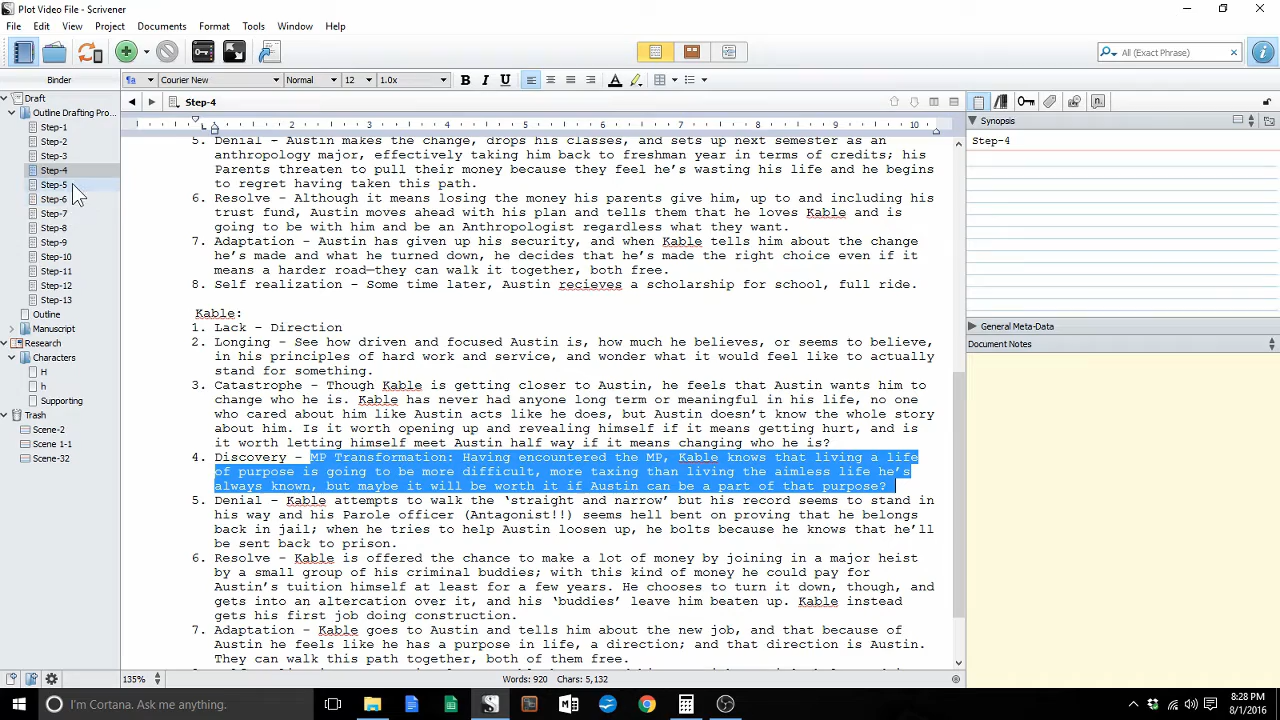 Plot Video File - Scrivener
File Edit View Project Documents Format Tools Window Help
All (Exact Phrase)
Binder
Courier New Normal 12 1.0x B I U A
Draft
Outline Drafting Pro...
Step-1
Step-2
Step-3
Step-4
Step-5
Step-6
Step-7
Step-8
Step-9
Step-10
Step-11
Step-12
Step-13
Outline
Manuscript
Research
Characters
H
h
Supporting
Trash
Scene-2
Scene 1-1
Scene-32
Step-4
1 2 3 4 5 6 7 8 9 10
5. Denial – Austin makes the change, drops his classes, and sets up next semester as an
anthropology major, effectively taking him back to freshman year in terms of credits; his
Parents threaten to pull their money because they feel he's wasting his life and he begins
to regret having taken this path.
6. Resolve - Although it means losing the money his parents give him, up to and including his
trust fund, Austin moves ahead with his plan and tells them that he loves Kable and is
going to be with him and be an Anthropologist regardless what they want.
7. Adaptation - Austin has given up his security, and when Kable tells him about the change
he's made and what he turned down, he decides that he's made the right choice even if it
means a harder road—they can walk it together, both free.
8. Self realization - Some time later, Austin recieves a scholarship for school, full ride.
Kable:
1. Lack – Direction
2. Longing – See how driven and focused Austin is, how much he believes, or seems to believe,
in his principles of hard work and service, and wonder what it would feel like to actually
stand for something.
3. Catastrophe - Though Kable is getting closer to Austin, he feels that Austin wants him to
change who he is. Kable has never had anyone long term or meaningful in his life, no one
who cared about him like Austin acts like he does, but Austin doesn't know the whole story
about him. Is it worth opening up and revealing himself if it means getting hurt, and is
it worth letting himself meet Austin half way if it means changing who he is?
4. Discovery – MP Transformation: Having encountered the MP, Kable knows that living a life
of purpose is going to be more difficult, more taxing than living the aimless life he's
always known, but maybe it will be worth it if Austin can be a part of that purpose?
5. Denial – Kable attempts to walk the 'straight and narrow' but his record seems to stand in
his way and his Parole officer (Antagonist!!) seems hell bent on proving that he belongs
back in jail; when he tries to help Austin loosen up, he bolts because he knows that he'll
be sent back to prison.
6. Resolve – Kable is offered the chance to make a lot of money by joining in a major heist
by a small group of his criminal buddies; with this kind of money he could pay for
Austin's tuition himself at least for a few years. He chooses to turn it down, though, and
gets into an altercation over it, and his 'buddies' leave him beaten up. Kable instead
gets his first job doing construction.
7. Adaptation – Kable goes to Austin and tells him about the new job, and that because of
Austin he feels like he has a purpose in life, a direction; and that direction is Austin.
They can walk this path together, both of them free.
135%
Words: 920 Chars: 5,132
Synopsis
Step-4
General Meta-Data
Document Notes
I'm Cortana. Ask me anything.
8:28 PM
8/1/2016